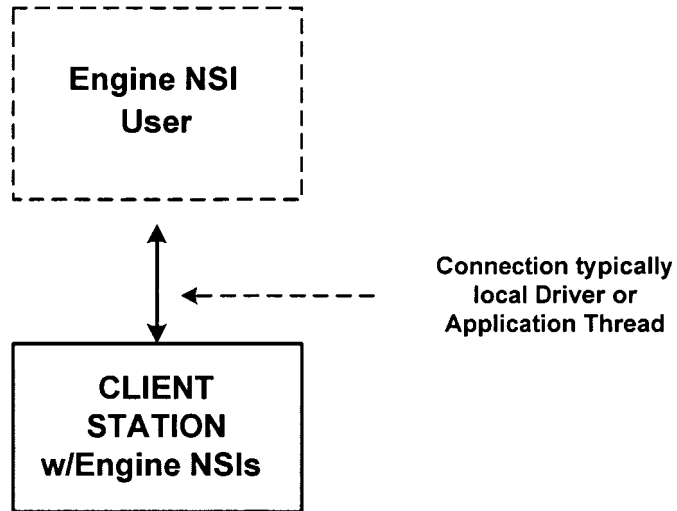 Engine NSI
User
Connection typically
local Driver or
Application Thread
CLIENT
STATION
w/Engine NSIs